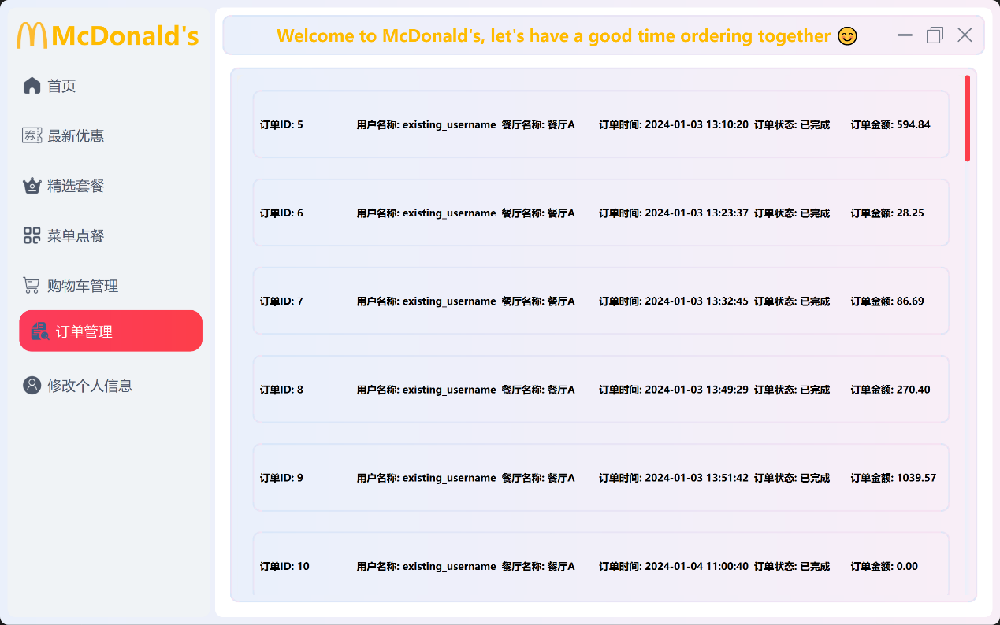 McDonald's
Welcome to McDonald's, let's have a good time ordering together 😊
首页
券 最新优惠
精选套餐
菜单点餐
购物车管理
订单管理
修改个人信息
订单ID: 5 用户名称: existing_username 餐厅名称: 餐厅A 订单时间: 2024-01-03 13:10:20 订单状态: 已完成 订单金额: 594.84
订单ID: 6 用户名称: existing_username 餐厅名称: 餐厅A 订单时间: 2024-01-03 13:23:37 订单状态: 已完成 订单金额: 28.25
订单ID: 7 用户名称: existing_username 餐厅名称: 餐厅A 订单时间: 2024-01-03 13:32:45 订单状态: 已完成 订单金额: 86.69
订单ID: 8 用户名称: existing_username 餐厅名称: 餐厅A 订单时间: 2024-01-03 13:49:29 订单状态: 已完成 订单金额: 270.40
订单ID: 9 用户名称: existing_username 餐厅名称: 餐厅A 订单时间: 2024-01-03 13:51:42 订单状态: 已完成 订单金额: 1039.57
订单ID: 10 用户名称: existing_username 餐厅名称: 餐厅A 订单时间: 2024-01-04 11:00:40 订单状态: 已完成 订单金额: 0.00